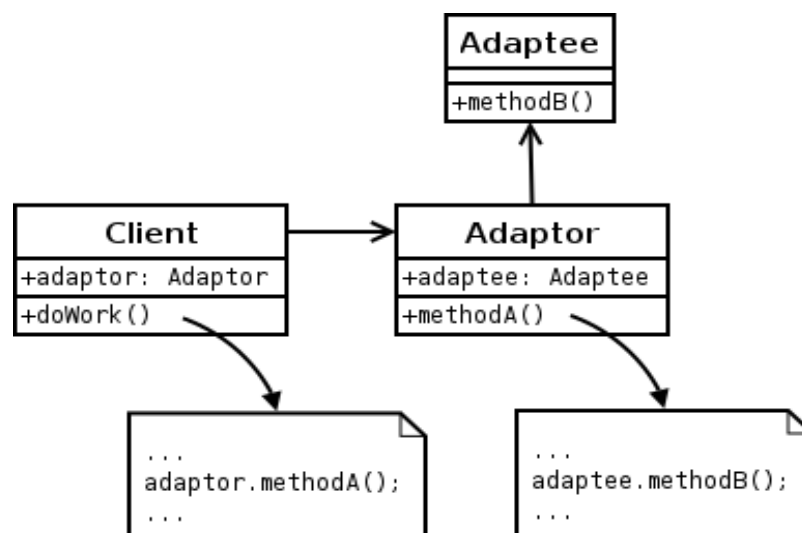 Adaptee
+methodB()
Client
+adaptor: Adaptor
+doWork()
Adaptor
+adaptee: Adaptee
+methodA()
...
adaptor.methodA();
...
...
adaptee.methodB();
...